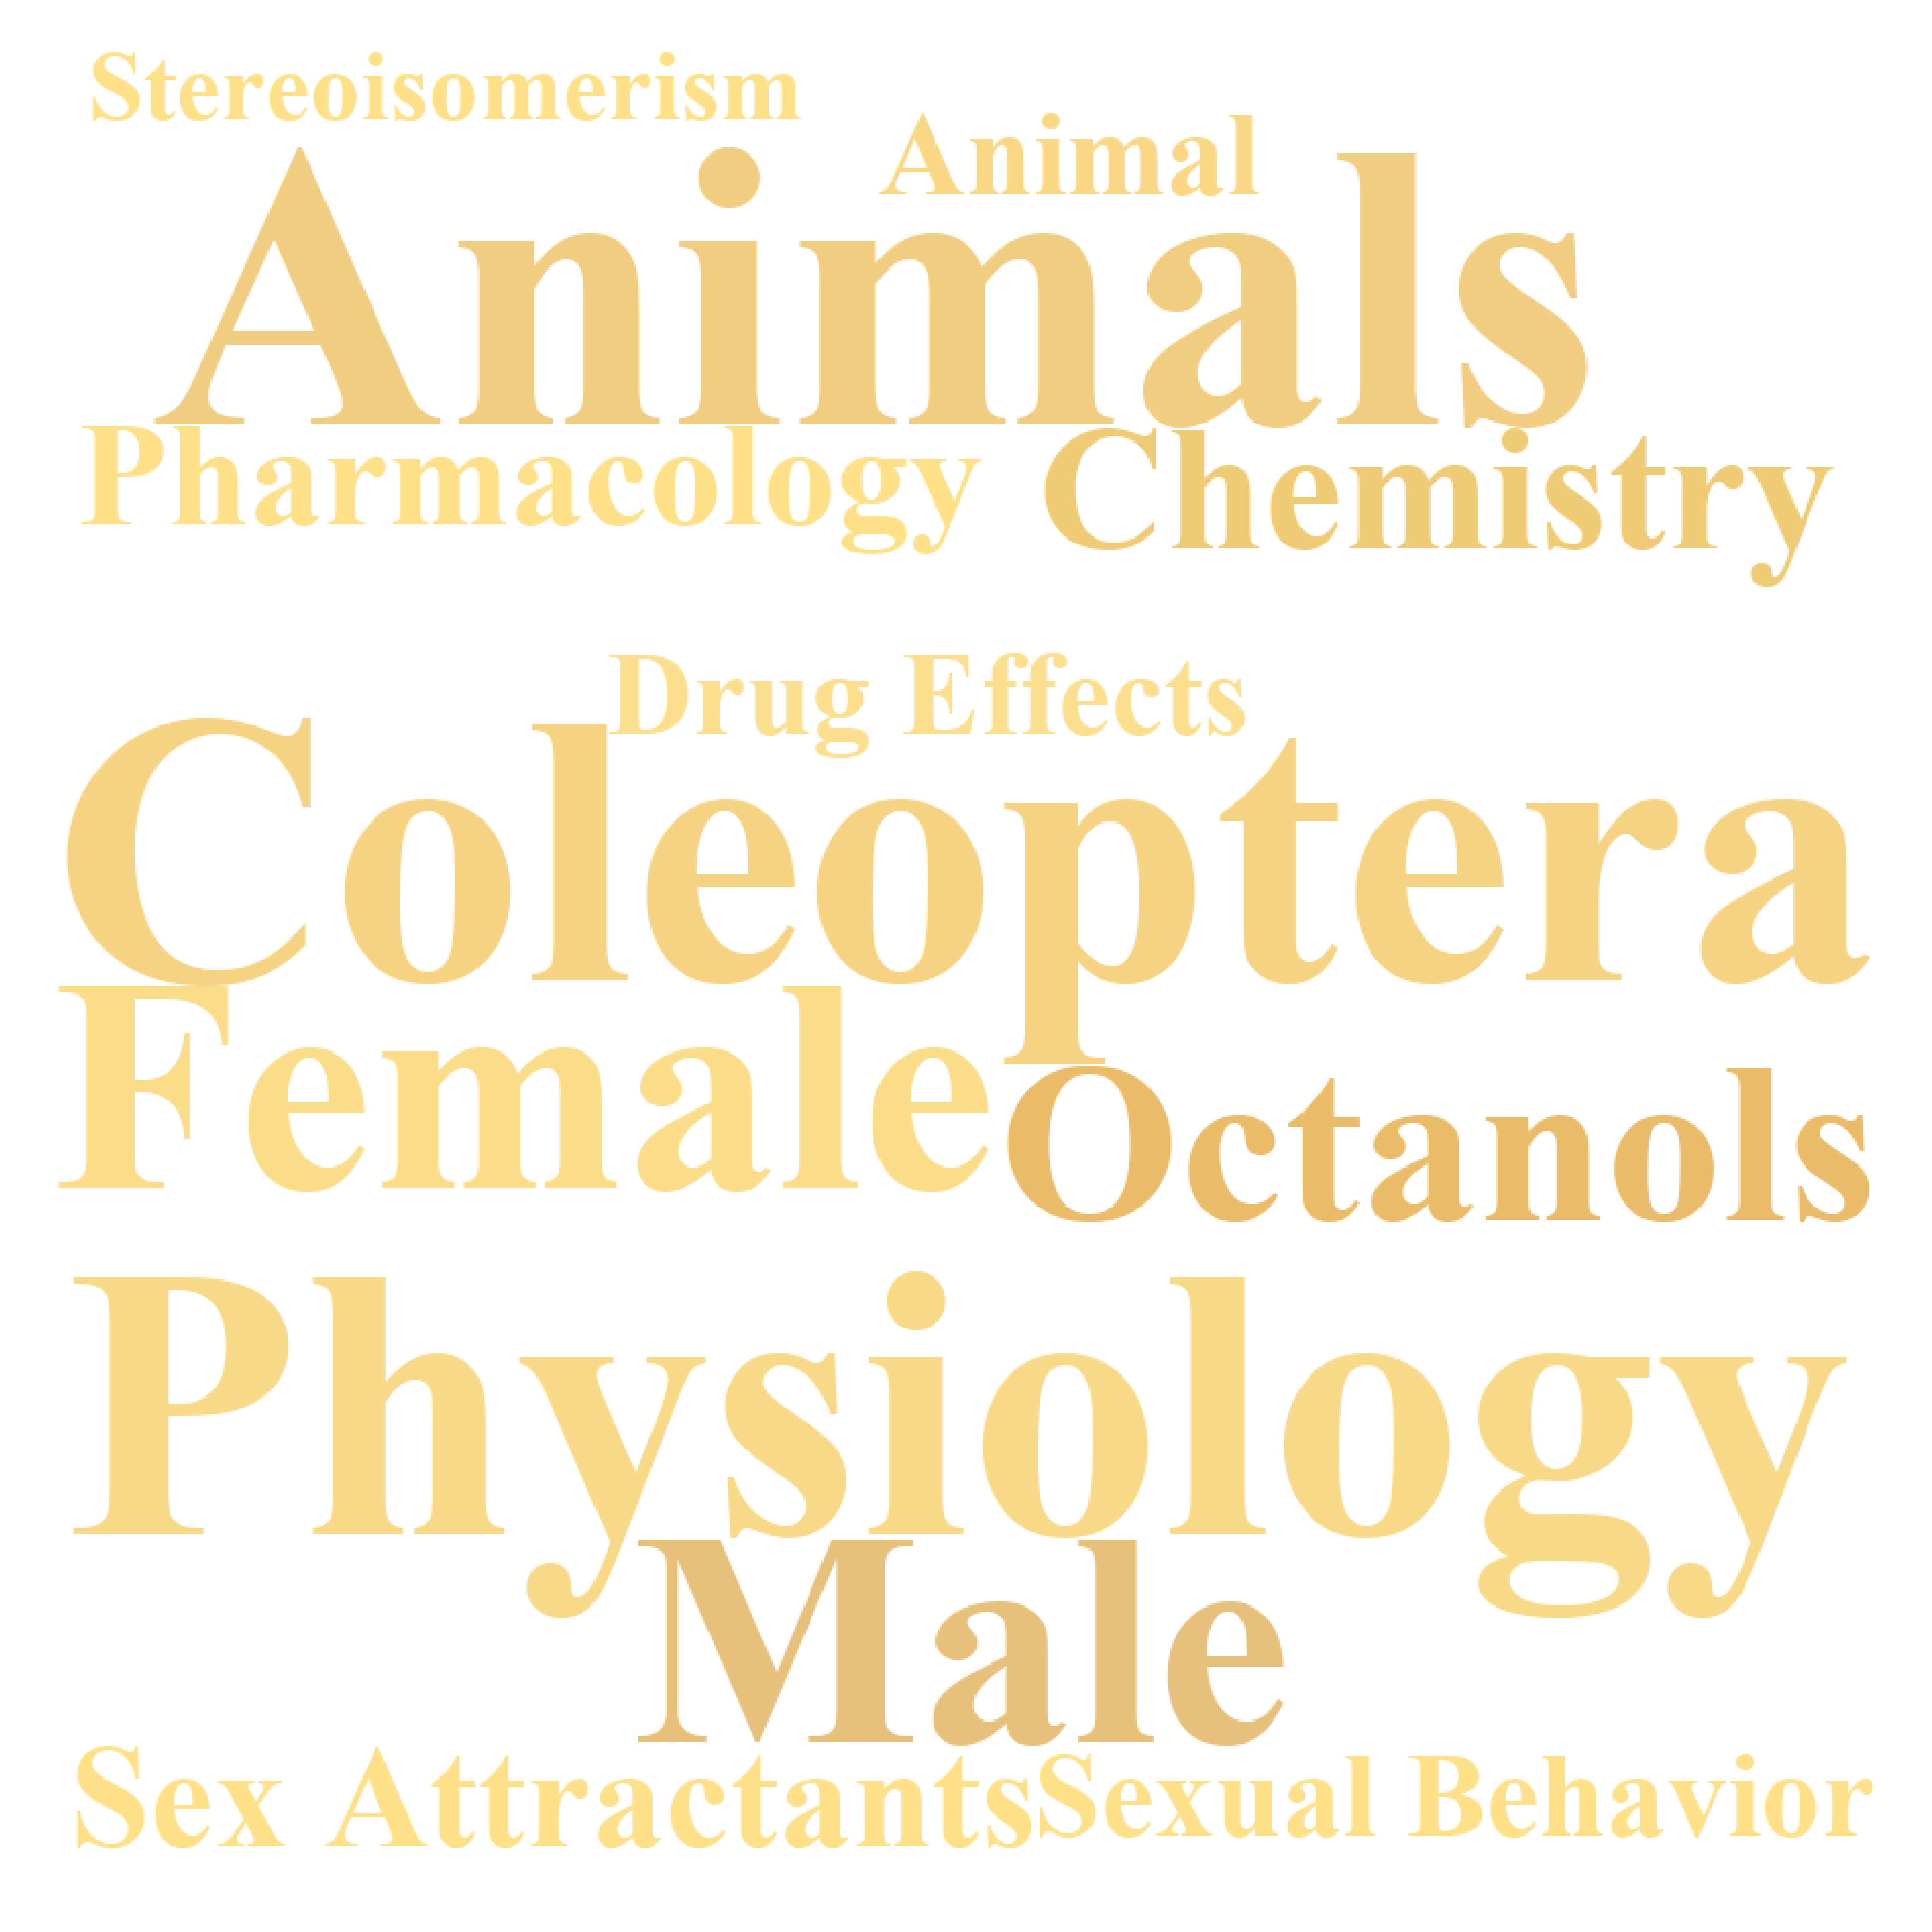 Stereoisomerism
Animal
Animals
Pharmacology
Chemistry
Drug Effects
Coleoptera
Female
Octanols
Physiology
Male
Sex Attractants
Sexual Behavior